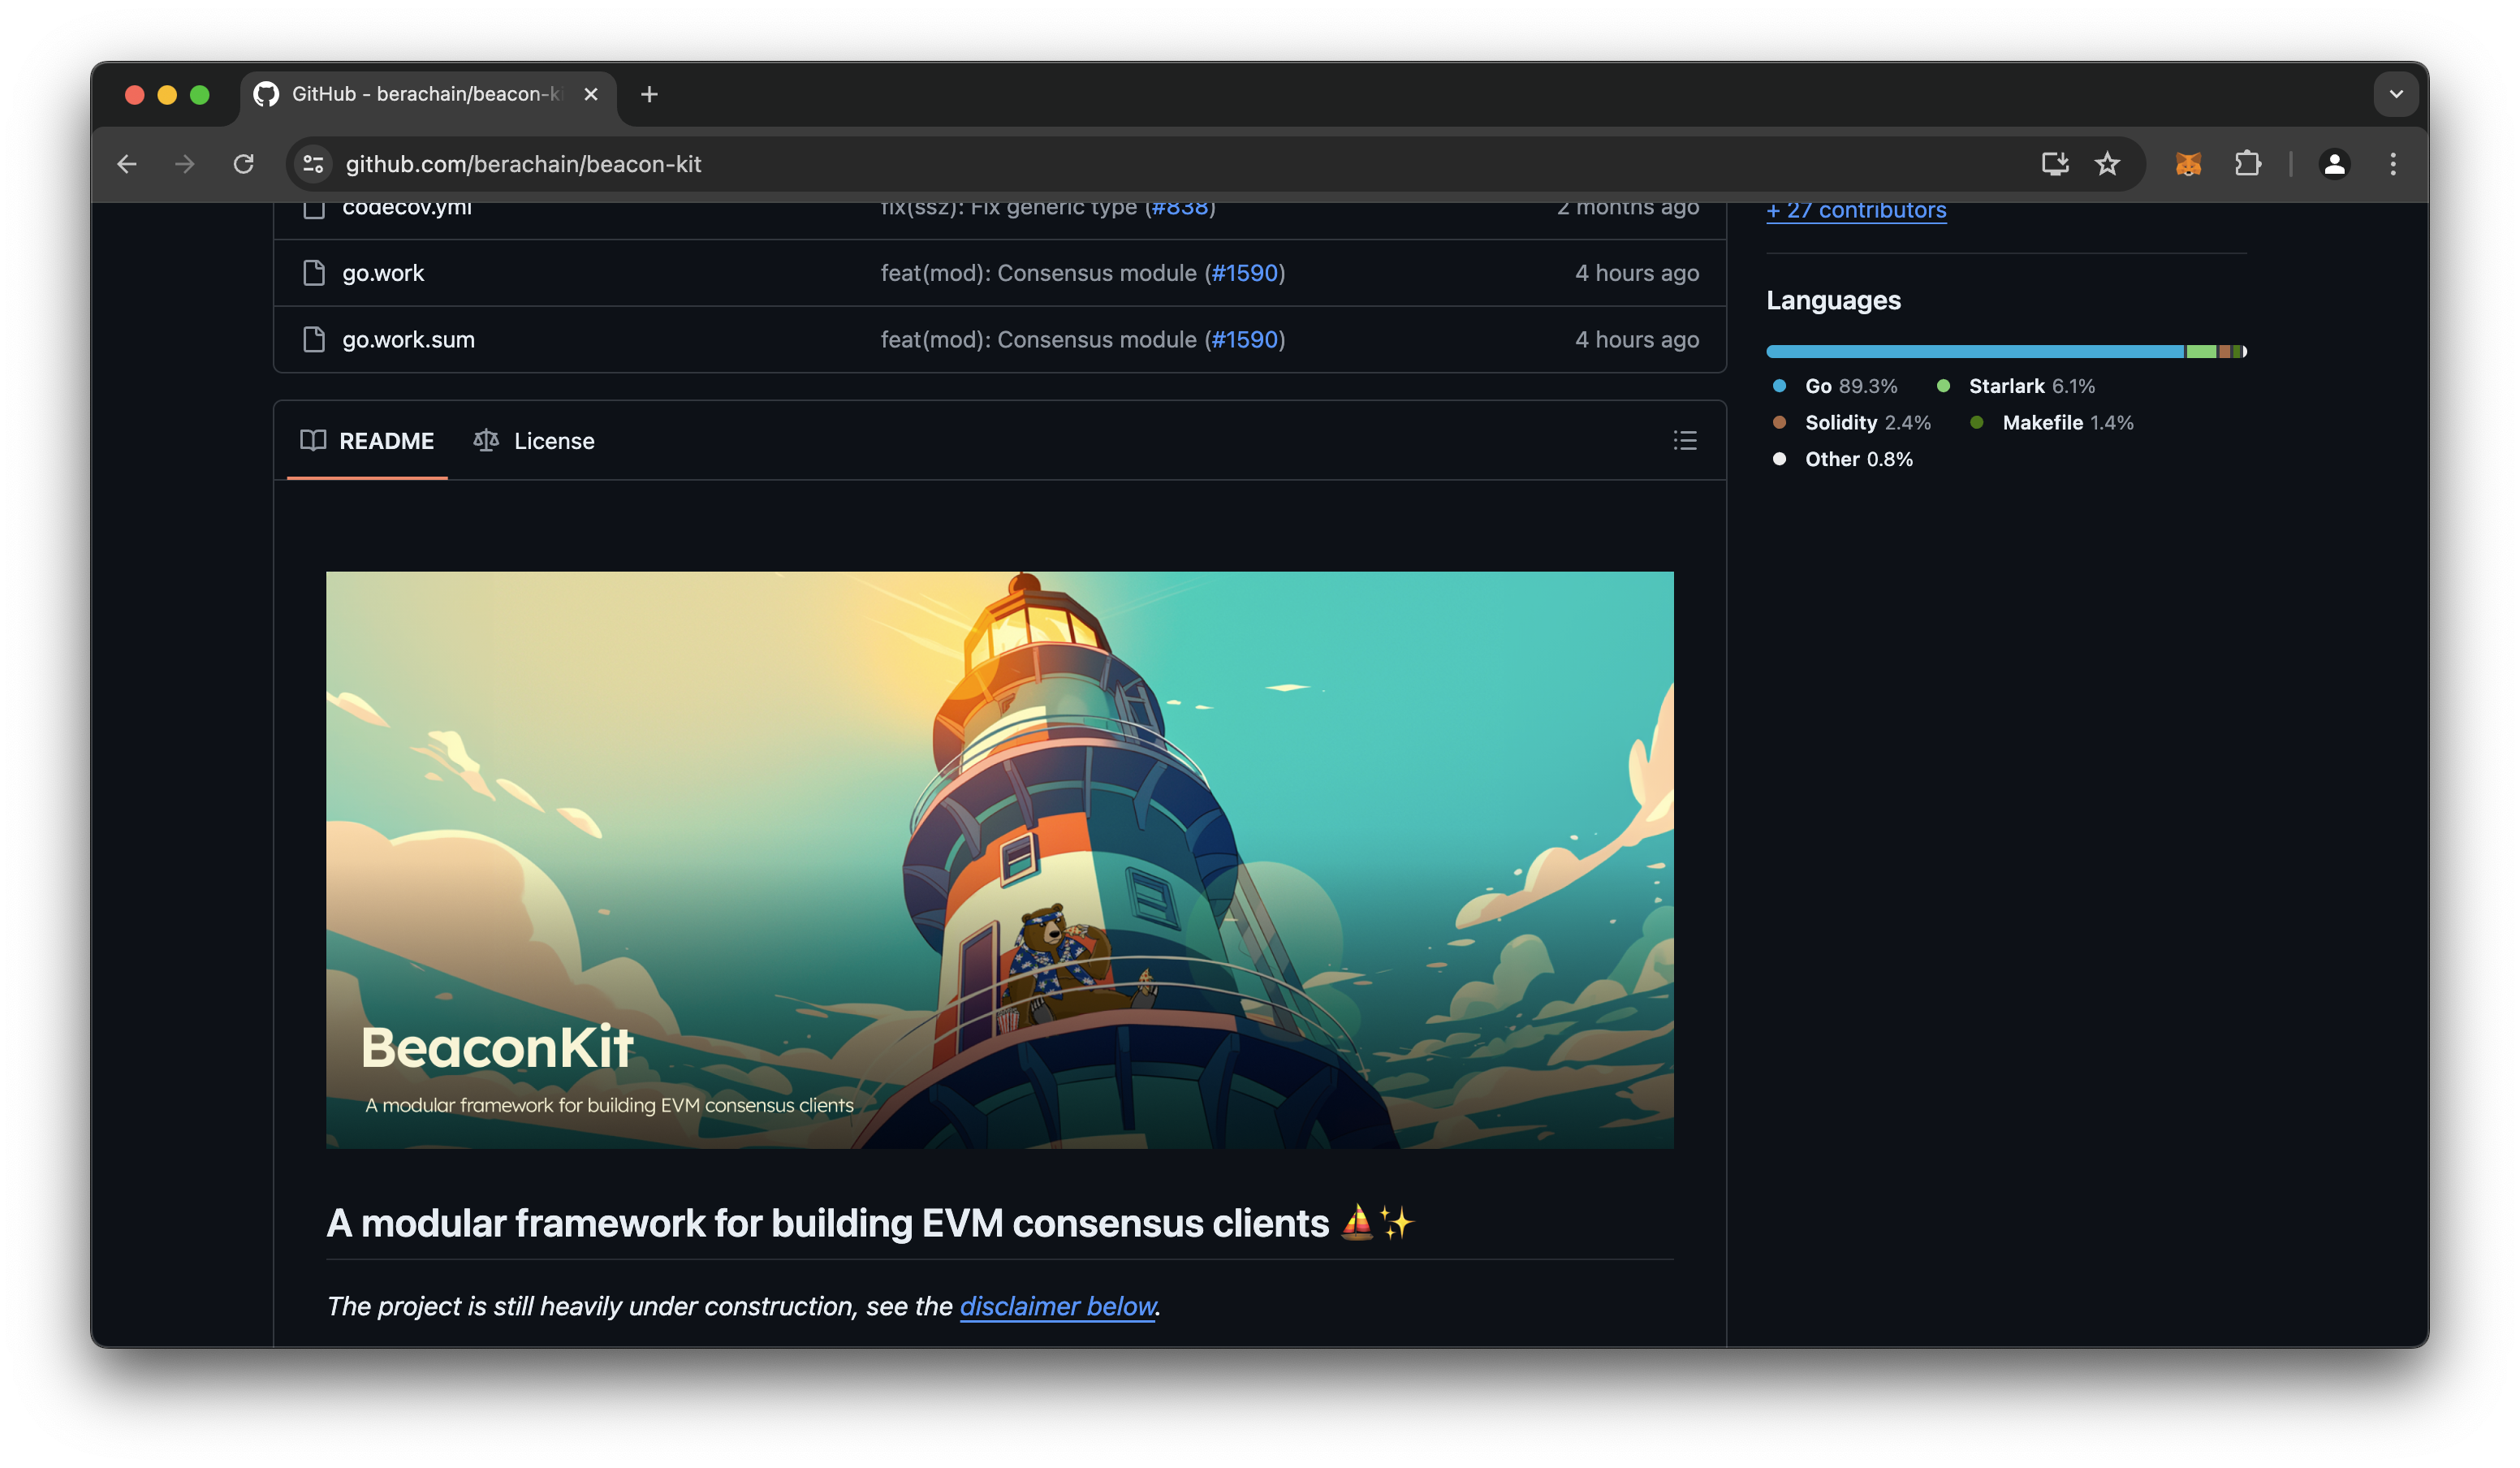 GitHub - berachain/beacon-ki
github.com/berachain/beacon-kit
codecov.yml fix(ssz): Fix generic type (#838) 2 months ago
go.work feat(mod): Consensus module (#1590) 4 hours ago
go.work.sum feat(mod): Consensus module (#1590) 4 hours ago
README License
BeaconKit
A modular framework for building EVM consensus clients
A modular framework for building EVM consensus clients ⛵✨
The project is still heavily under construction, see the disclaimer below.
+ 27 contributors
Languages
Go 89.3% Starlark 6.1%
Solidity 2.4% Makefile 1.4%
Other 0.8%